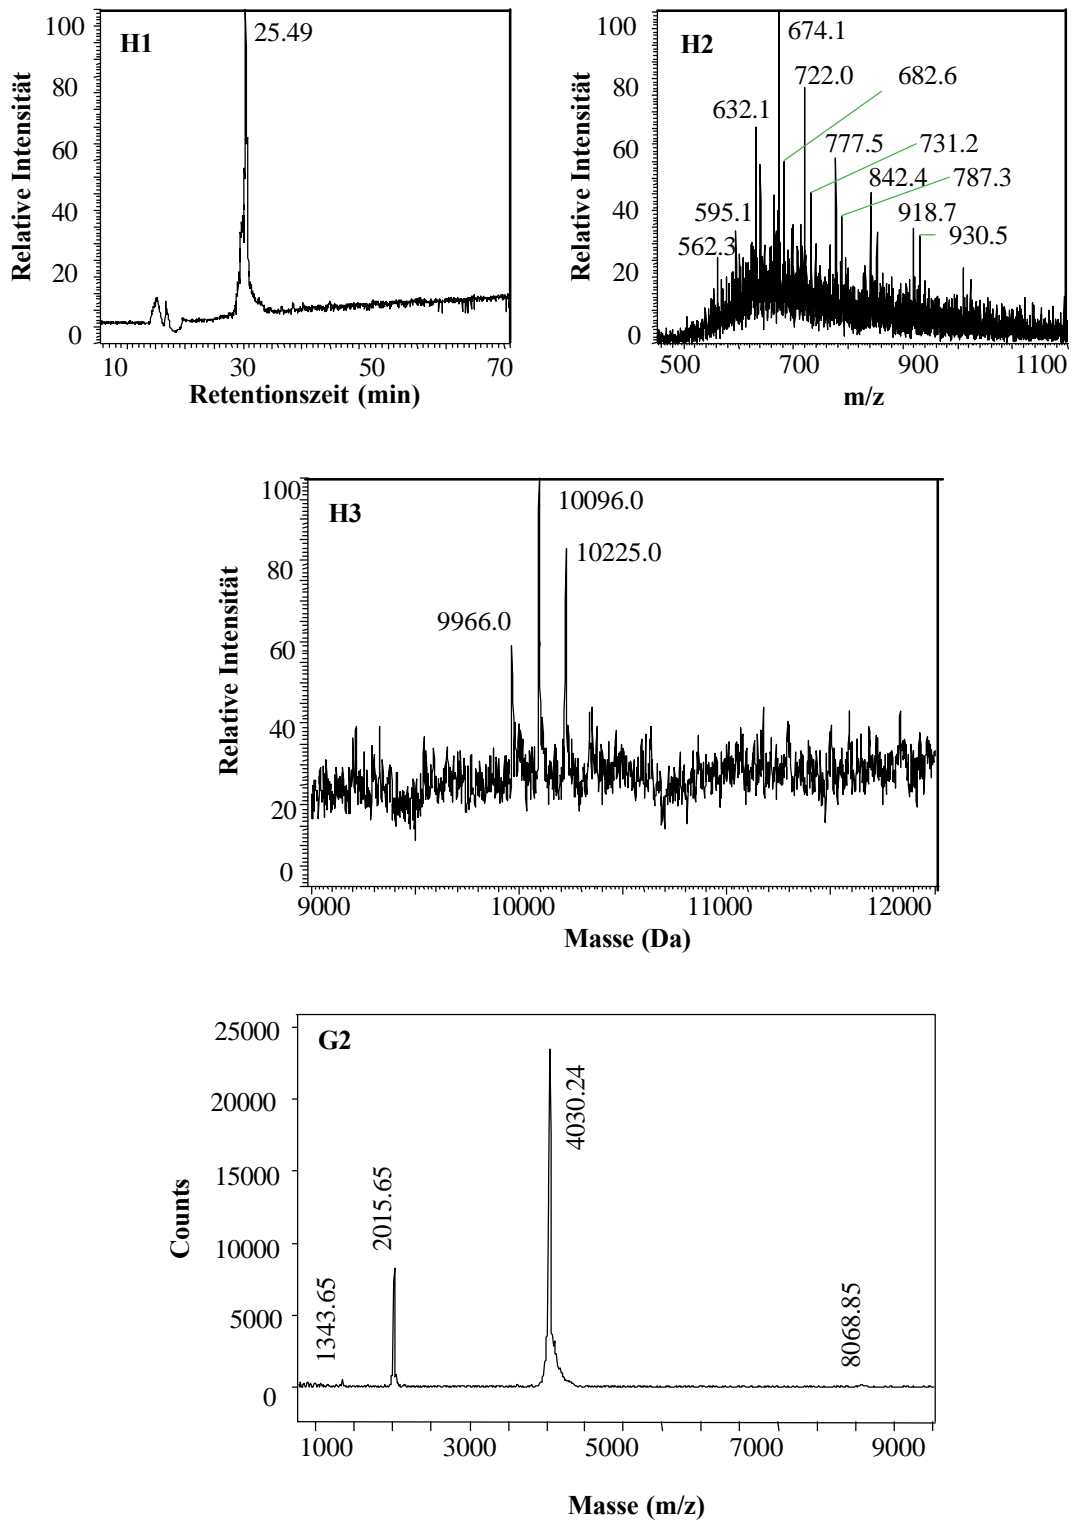 H1
25.49
Relative Intensität
100
80
60
40
20
0
10 30 50 70
Retentionszeit (min)
H2
674.1
722.0
682.6
632.1
777.5
731.2
842.4
787.3
595.1
918.7
930.5
562.3
Relative Intensität
100
80
60
40
20
0
500 700 900 1100
m/z
H3
10096.0
10225.0
9966.0
Relative Intensität
100
80
60
40
20
0
9000 10000 11000 12000
Masse (Da)
G2
4030.24
2015.65
1343.65
8068.85
Counts
25000
20000
15000
10000
5000
0
1000 3000 5000 7000 9000
Masse (m/z)